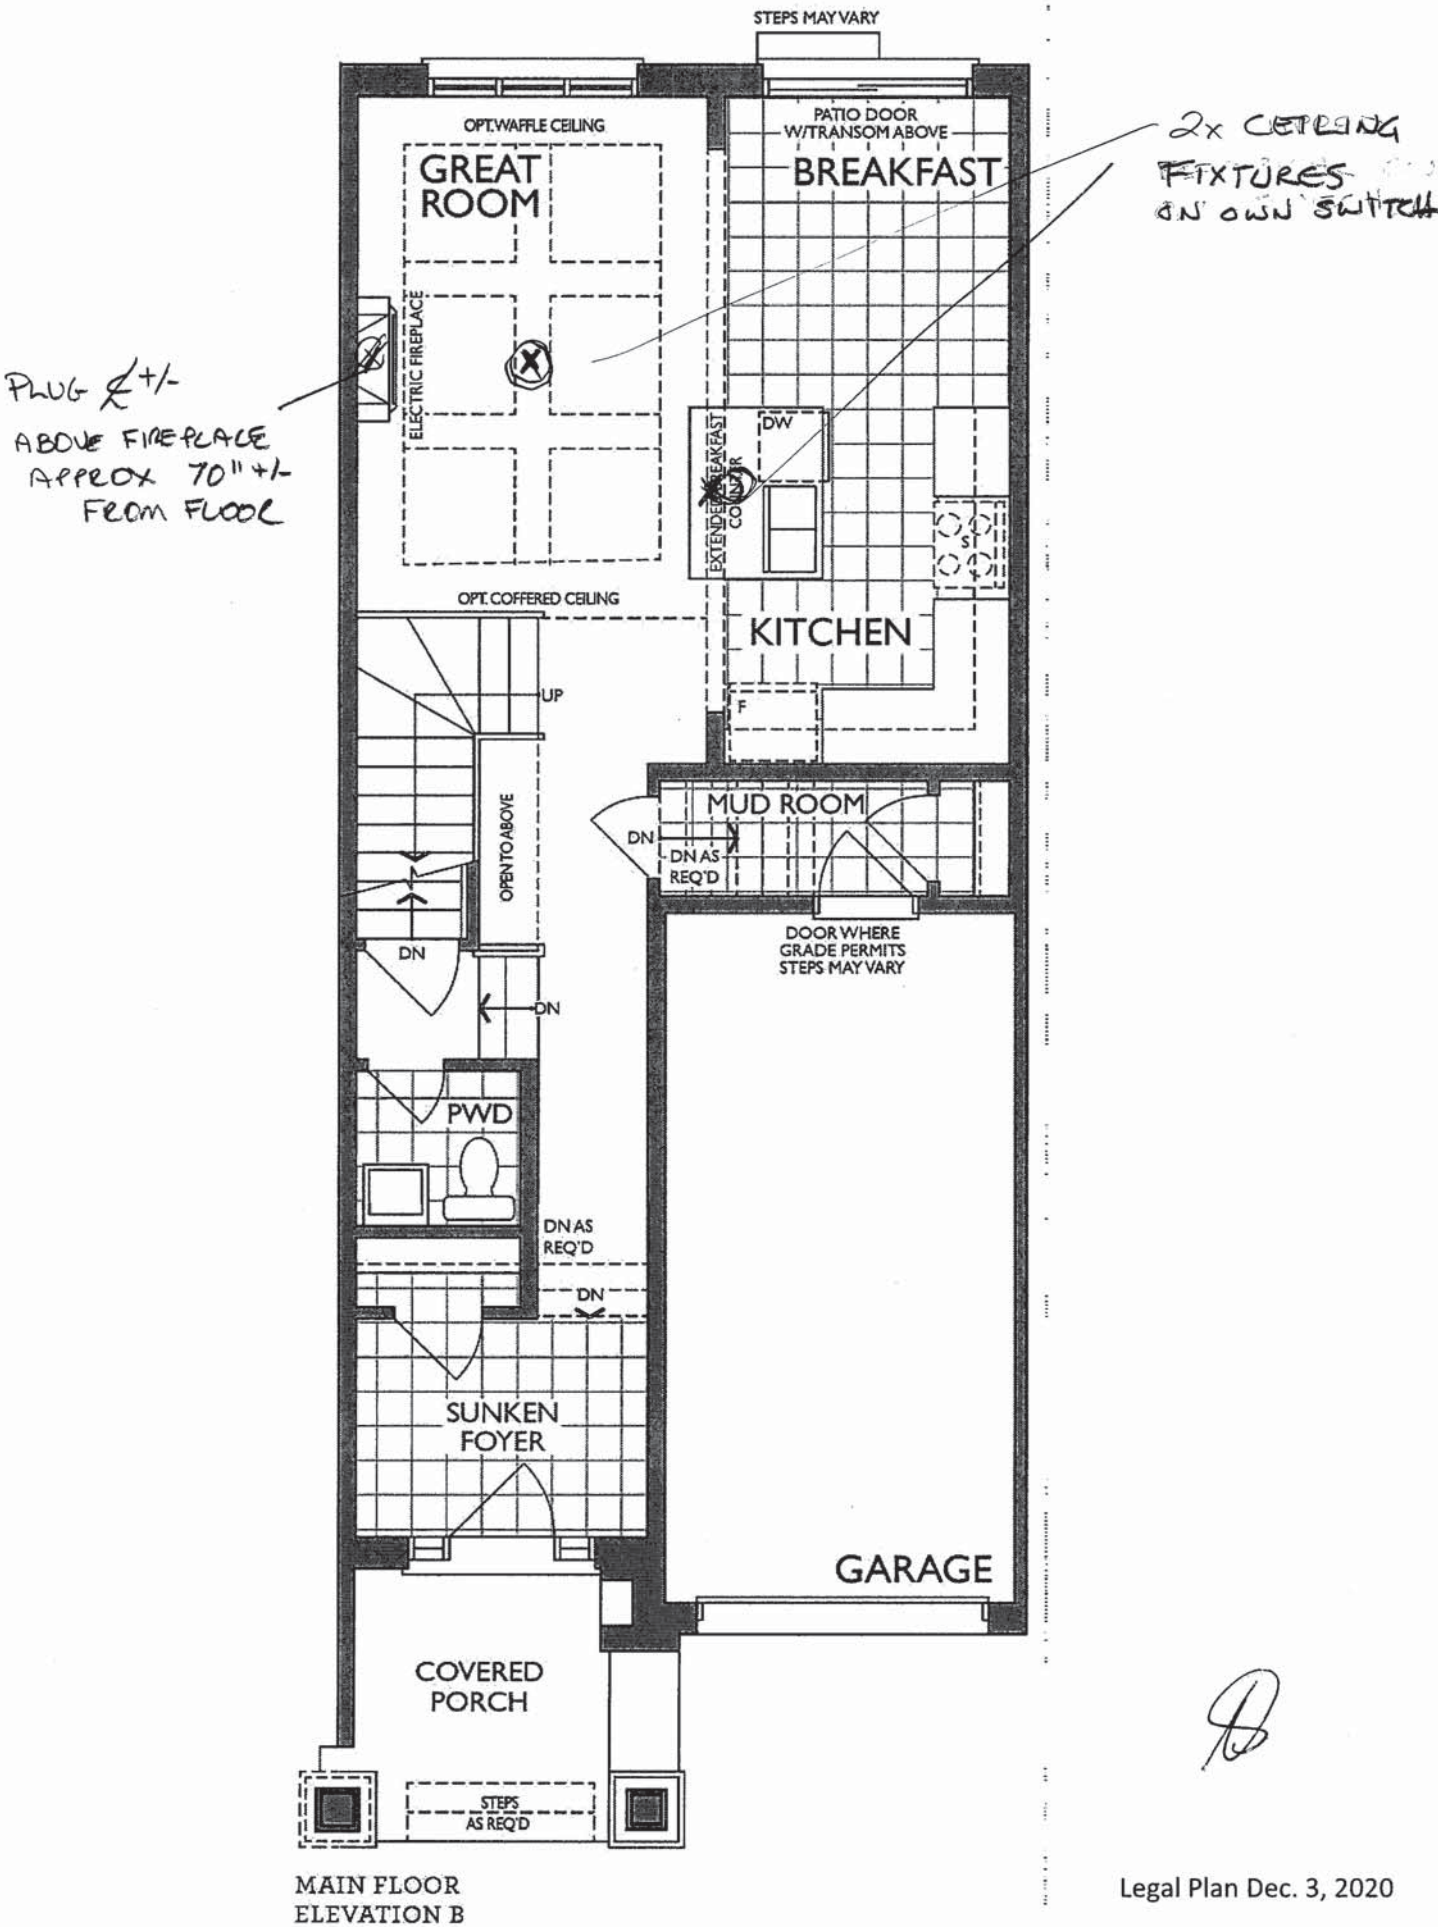 STEPS MAY VARY
OPT. WAFFLE CEILING
GREAT
ROOM
PATIO DOOR
W/TRANSOM ABOVE
BREAKFAST
2x CEILING
FIXTURES
ON OWN SWITCH
ELECTRIC FIREPLACE
PLUG ℄ +/-
ABOVE FIREPLACE
APPROX 70" +/-
FROM FLOOR
DW
EXTENDED BREAKFAST
COUNTER
S
OPT. COFFERED CEILING
KITCHEN
UP
F
OPEN TO ABOVE
MUD ROOM
DN
DN AS
REQ'D
DOOR WHERE
GRADE PERMITS
STEPS MAY VARY
DN
DN
PWD
DN AS
REQ'D
DN
SUNKEN
FOYER
GARAGE
COVERED
PORCH
STEPS
AS REQ'D
MAIN FLOOR
ELEVATION B
Legal Plan Dec. 3, 2020